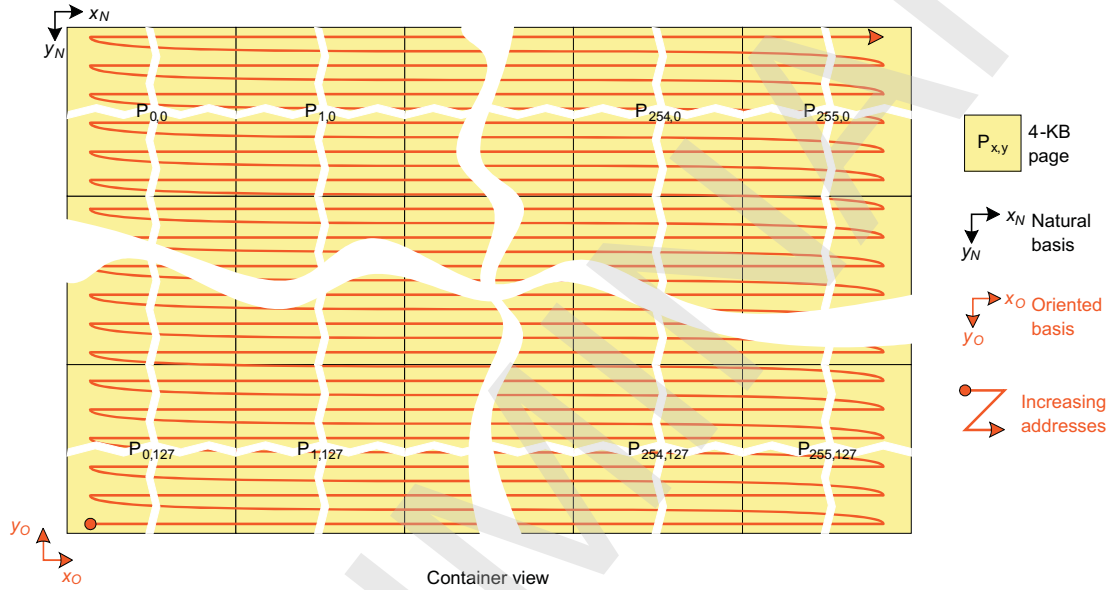 x_N
y_N
P_0,0 P_1,0 P_254,0 P_255,0
P_x,y 4-KB
page
x_N Natural
y_N basis
x_O Oriented
y_O basis
Increasing
addresses
P_0,127 P_1,127 P_254,127 P_255,127
y_O
x_O
Container view